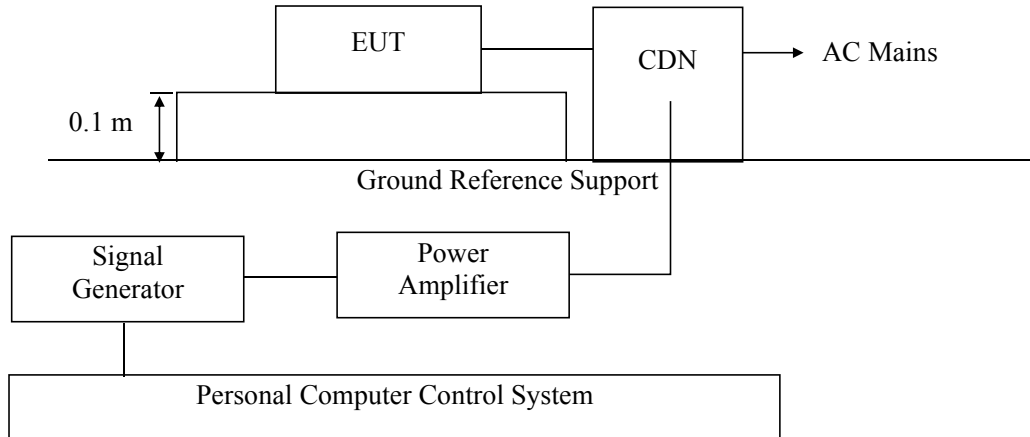 EUT
CDN
AC Mains
0.1 m
Ground Reference Support
Signal
Generator
Power
Amplifier
Personal Computer Control System